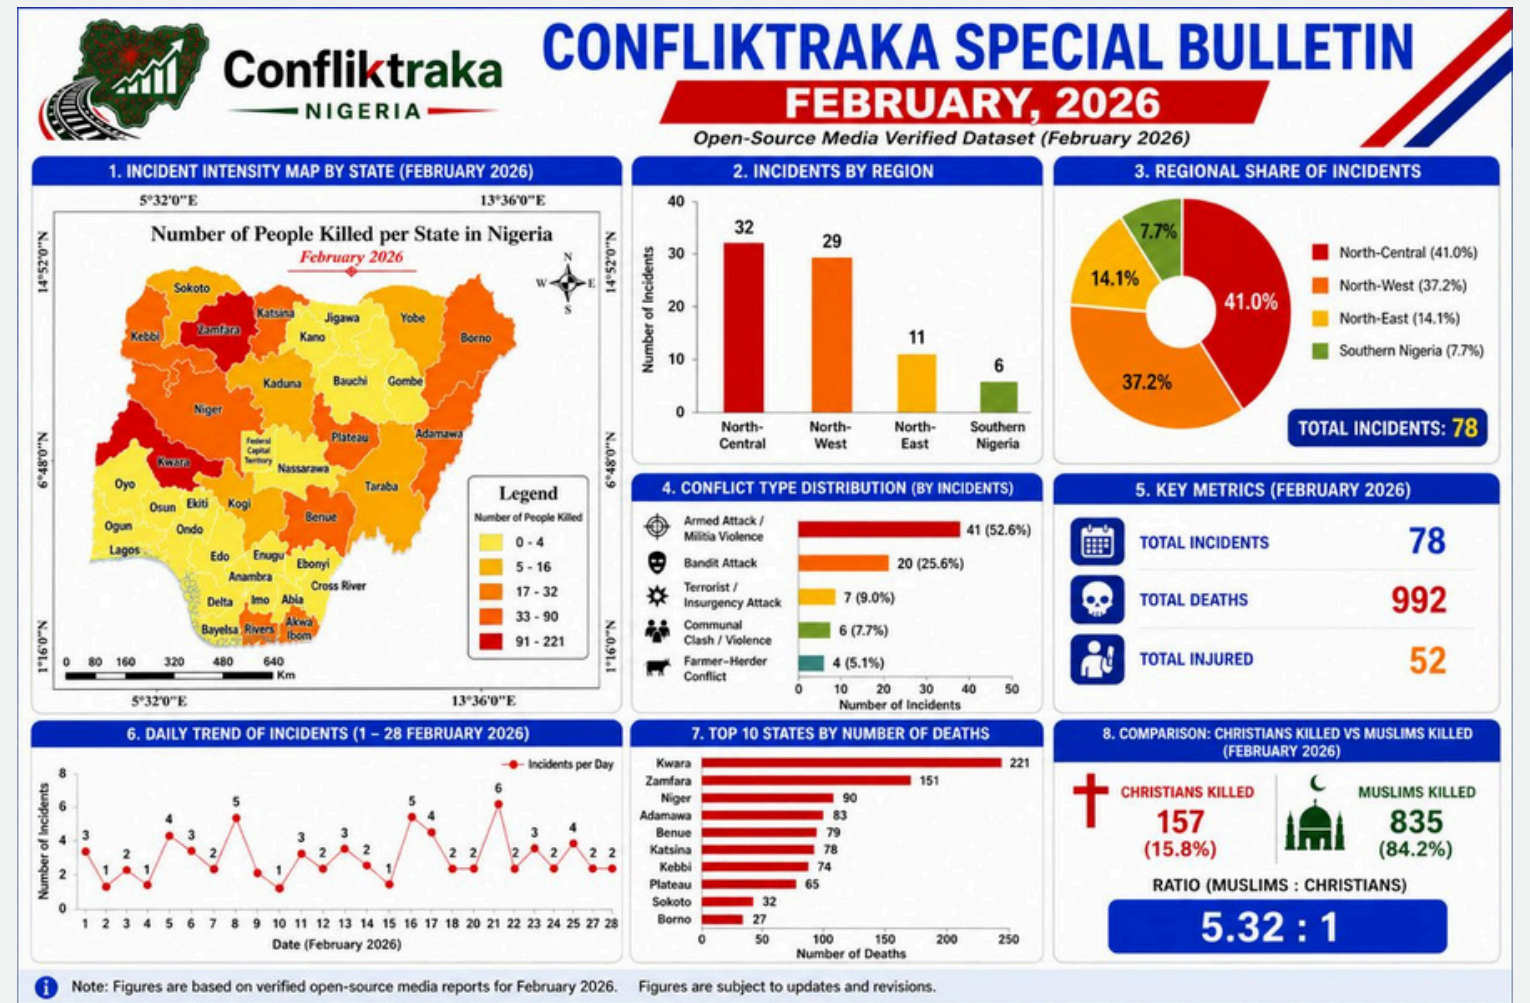 Confliktraka
NIGERIA
CONFLIKTRAKA SPECIAL BULLETIN
FEBRUARY, 2026
Open-Source Media Verified Dataset (February 2026)
1. INCIDENT INTENSITY MAP BY STATE (FEBRUARY 2026)
5°32'0"E 13°36'0"E
14°52'0"N 14°52'0"N
6°48'0"N 6°48'0"N
1°16'0"N 1°16'0"N
Number of People Killed per State in Nigeria
February 2026
N
W E
S
Sokoto
Zamfara
Katsina
Jigawa
Yobe
Kebbi
Kano
Borno
Kaduna
Bauchi
Gombe
Niger
Federal
Capital
Territory
Plateau
Adamawa
Kwara
Nassarawa
Oyo
Taraba
Osun
Ekiti
Kogi
Benue
Ogun
Ondo
Lagos
Edo
Enugu
Ebonyi
Anambra
Cross River
Delta
Imo
Abia
Bayelsa
Rivers
Akwa
Ibom
Legend
Number of People Killed
0 - 4
5 - 16
17 - 32
33 - 90
91 - 221
0 80 160 320 480 640
Km
5°32'0"E 13°36'0"E
2. INCIDENTS BY REGION
Number of Incidents
40
30
20
10
0
32
29
11
6
North-
Central
North-
West
North-
East
Southern
Nigeria
3. REGIONAL SHARE OF INCIDENTS
7.7%
14.1%
41.0%
37.2%
North-Central (41.0%)
North-West (37.2%)
North-East (14.1%)
Southern Nigeria (7.7%)
TOTAL INCIDENTS: 78
4. CONFLICT TYPE DISTRIBUTION (BY INCIDENTS)
Armed Attack /
Militia Violence
41 (52.6%)
Bandit Attack
20 (25.6%)
Terrorist /
Insurgency Attack
7 (9.0%)
Communal
Clash / Violence
6 (7.7%)
Farmer–Herder
Conflict
4 (5.1%)
0 10 20 30 40 50
Number of Incidents
5. KEY METRICS (FEBRUARY 2026)
TOTAL INCIDENTS 78
TOTAL DEATHS 992
TOTAL INJURED 52
6. DAILY TREND OF INCIDENTS (1 – 28 FEBRUARY 2026)
Incidents per Day
Number of Incidents
8
6
4
2
0
3 1 2 1 4 3 2 5 2 1 3 2 3 2 1 5 4 2 2 6 2 3 2 4 2 2
1 2 3 4 5 6 7 8 9 10 11 12 13 14 15 16 17 18 20 21 22 23 24 25 27 28
Date (February 2026)
7. TOP 10 STATES BY NUMBER OF DEATHS
Kwara 221
Zamfara 151
Niger 90
Adamawa 83
Benue 79
Katsina 78
Kebbi 74
Plateau 65
Sokoto 32
Borno 27
0 50 100 150 200 250
Number of Deaths
8. COMPARISON: CHRISTIANS KILLED VS MUSLIMS KILLED
(FEBRUARY 2026)
CHRISTIANS KILLED
157
(15.8%)
MUSLIMS KILLED
835
(84.2%)
RATIO (MUSLIMS : CHRISTIANS)
5.32 : 1
i Note: Figures are based on verified open-source media reports for February 2026. Figures are subject to updates and revisions.